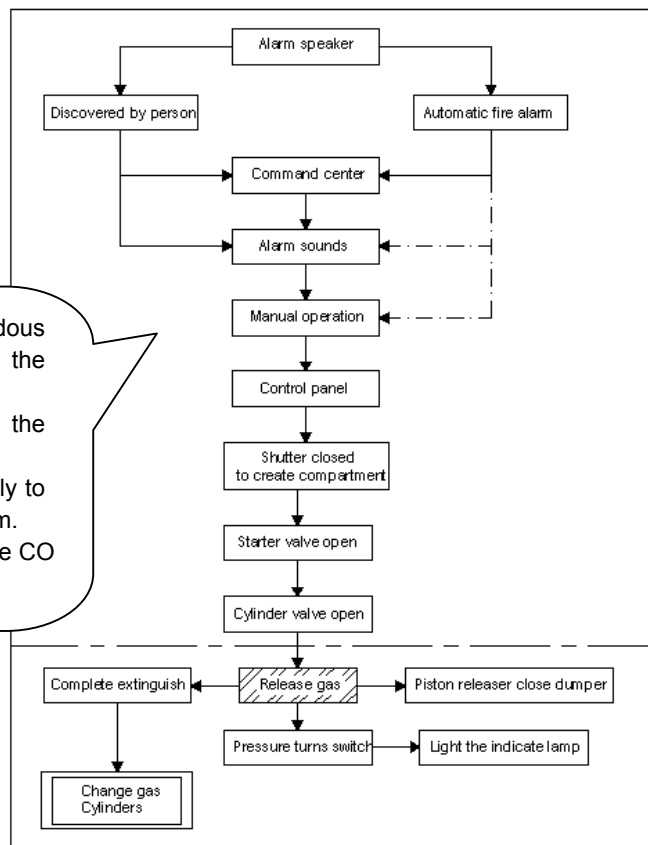 Alarm speaker
Discovered by person
Automatic fire alarm
Command center
Alarm sounds
dous
the
Manual operation
Control panel
the
Shutter closed
to create compartment
ly to
m.
Starter valve open
e CO
Cylinder valve open
Complete extinguish
Release gas
Piston releaser close dumper
Pressure turns switch
Light the indicate lamp
Change gas
Cylinders